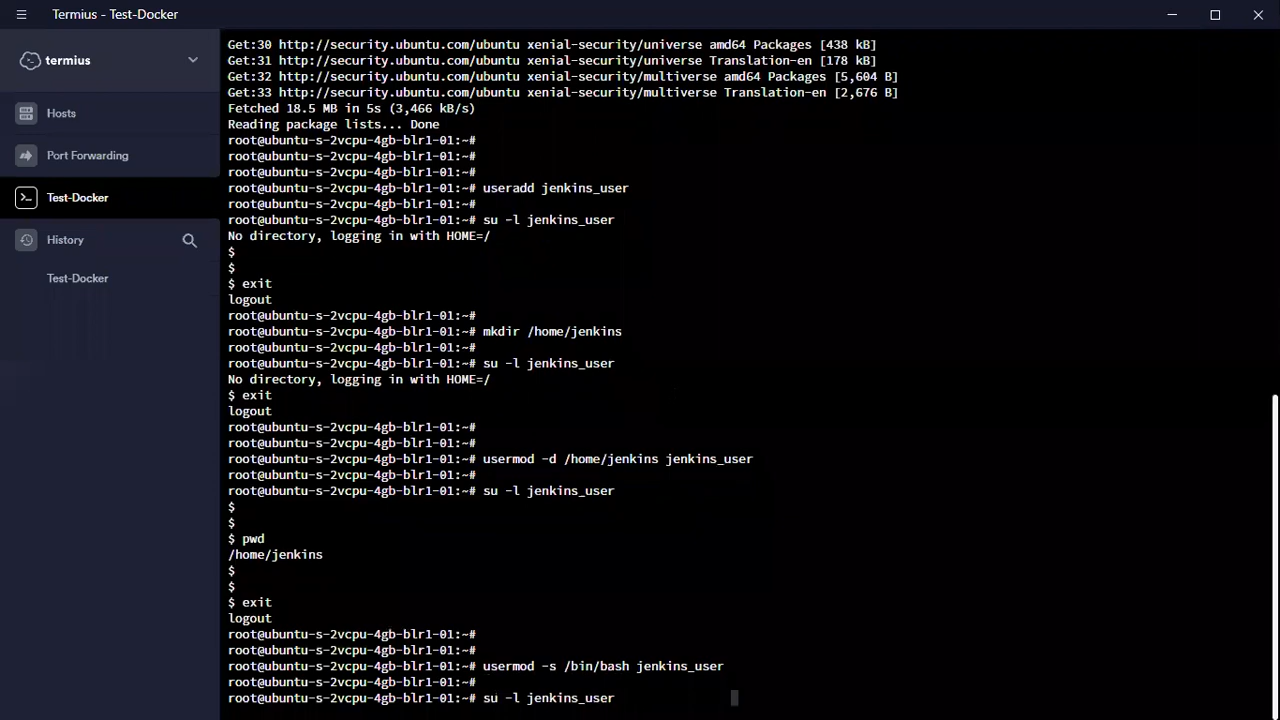 Termius - Test-Docker
termius
Hosts
Port Forwarding
Test-Docker
History
Test-Docker
Get:30 http://security.ubuntu.com/ubuntu xenial-security/universe amd64 Packages [438 kB]
Get:31 http://security.ubuntu.com/ubuntu xenial-security/universe Translation-en [178 kB]
Get:32 http://security.ubuntu.com/ubuntu xenial-security/multiverse amd64 Packages [5,604 B]
Get:33 http://security.ubuntu.com/ubuntu xenial-security/multiverse Translation-en [2,676 B]
Fetched 18.5 MB in 5s (3,466 kB/s)
Reading package lists... Done
root@ubuntu-s-2vcpu-4gb-blr1-01:~#
root@ubuntu-s-2vcpu-4gb-blr1-01:~#
root@ubuntu-s-2vcpu-4gb-blr1-01:~#
root@ubuntu-s-2vcpu-4gb-blr1-01:~# useradd jenkins_user
root@ubuntu-s-2vcpu-4gb-blr1-01:~#
root@ubuntu-s-2vcpu-4gb-blr1-01:~# su -l jenkins_user
No directory, logging in with HOME=/
$
$
$ exit
logout
root@ubuntu-s-2vcpu-4gb-blr1-01:~#
root@ubuntu-s-2vcpu-4gb-blr1-01:~# mkdir /home/jenkins
root@ubuntu-s-2vcpu-4gb-blr1-01:~#
root@ubuntu-s-2vcpu-4gb-blr1-01:~# su -l jenkins_user
No directory, logging in with HOME=/
$ exit
logout
root@ubuntu-s-2vcpu-4gb-blr1-01:~#
root@ubuntu-s-2vcpu-4gb-blr1-01:~#
root@ubuntu-s-2vcpu-4gb-blr1-01:~# usermod -d /home/jenkins jenkins_user
root@ubuntu-s-2vcpu-4gb-blr1-01:~#
root@ubuntu-s-2vcpu-4gb-blr1-01:~# su -l jenkins_user
$
$
$ pwd
/home/jenkins
$
$
$ exit
logout
root@ubuntu-s-2vcpu-4gb-blr1-01:~#
root@ubuntu-s-2vcpu-4gb-blr1-01:~#
root@ubuntu-s-2vcpu-4gb-blr1-01:~# usermod -s /bin/bash jenkins_user
root@ubuntu-s-2vcpu-4gb-blr1-01:~#
root@ubuntu-s-2vcpu-4gb-blr1-01:~# su -l jenkins_user